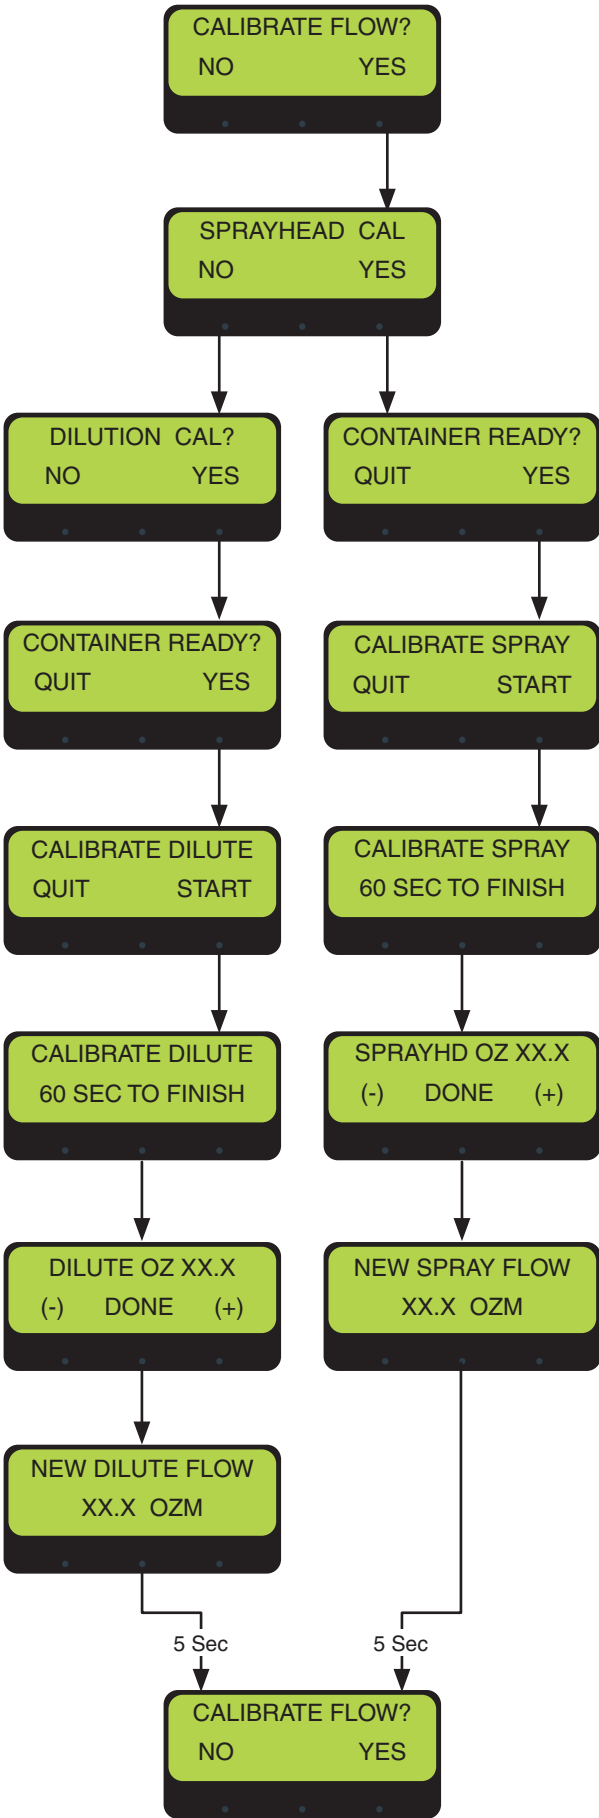 CALIBRATE FLOW?
NO YES
SPRAYHEAD CAL
NO YES
DILUTION CAL?
NO YES
CONTAINER READY?
QUIT YES
CONTAINER READY?
QUIT YES
CALIBRATE SPRAY
QUIT START
CALIBRATE DILUTE
QUIT START
CALIBRATE SPRAY
60 SEC TO FINISH
CALIBRATE DILUTE
60 SEC TO FINISH
SPRAYHD OZ XX.X
(-) DONE (+)
DILUTE OZ XX.X
(-) DONE (+)
NEW SPRAY FLOW
XX.X OZM
NEW DILUTE FLOW
XX.X OZM
5 Sec
5 Sec
CALIBRATE FLOW?
NO YES